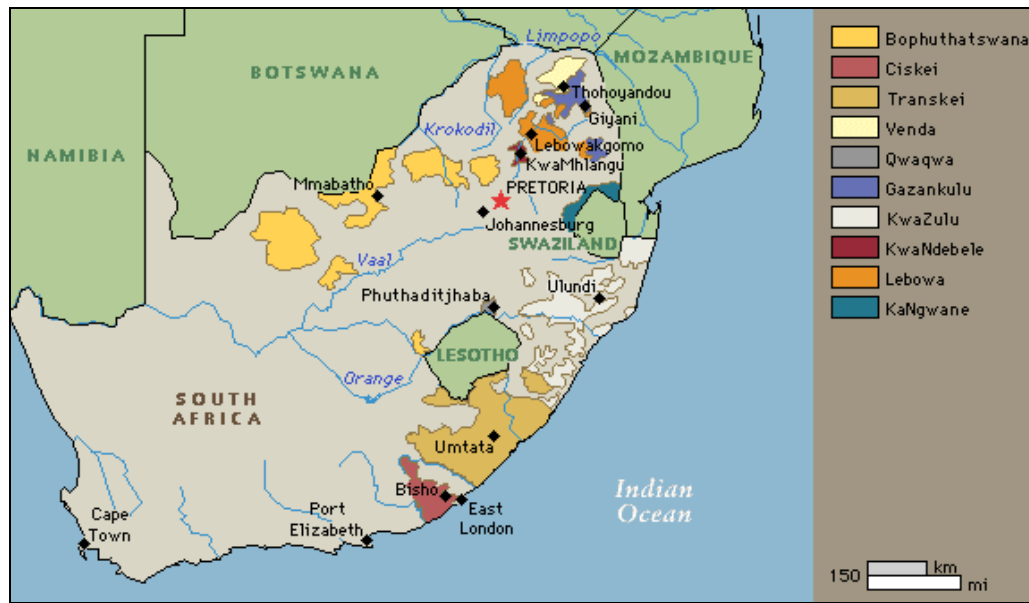 Limpopo
BOTSWANA
MOZAMBIQUE
Thohoyandou
Giyani
Krokodil
Lebowakgomo
KwaMhlangu
NAMIBIA
Mmabatho
PRETORIA
Johannesburg
SWAZILAND
Vaal
Ulundi
Phuthaditjhaba
LESOTHO
Orange
SOUTH
AFRICA
Umtata
Bisho
East
London
Port
Elizabeth
Cape
Town
Indian
Ocean
Bophuthatswana
Ciskei
Transkei
Venda
Qwaqwa
Gazankulu
KwaZulu
KwaNdebele
Lebowa
KaNgwane
150 km
mi